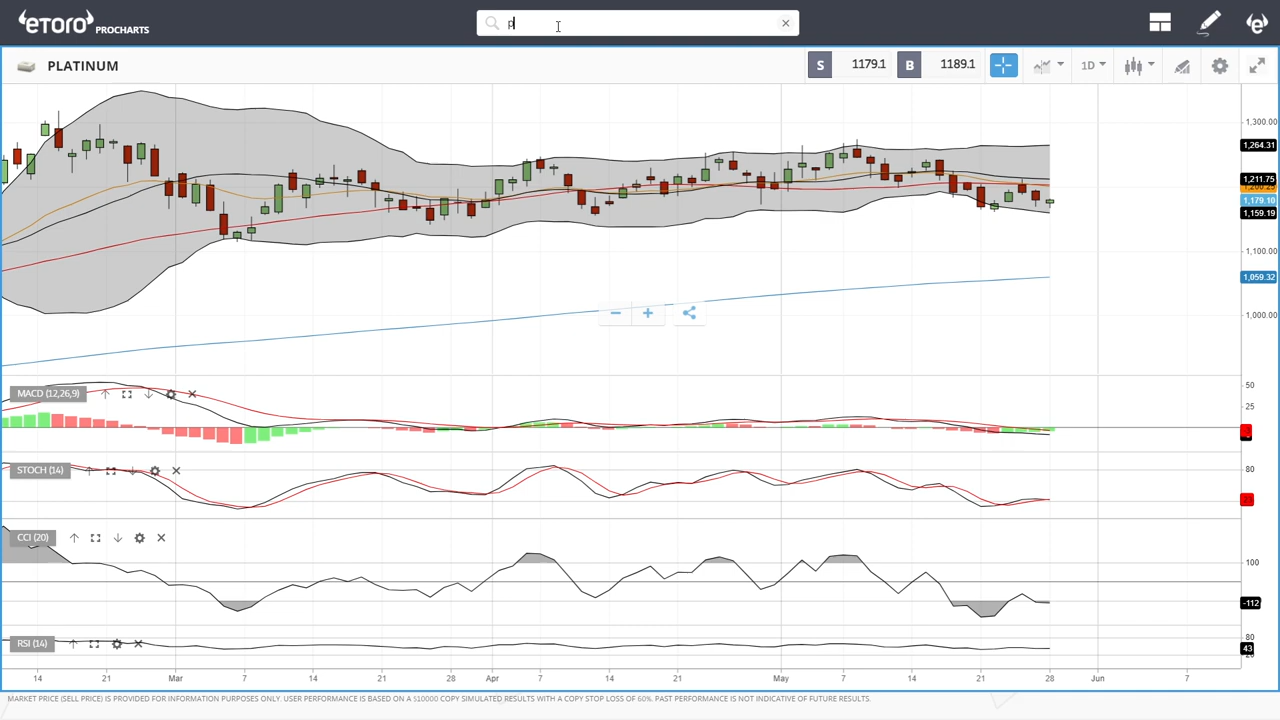 eToro PROCHARTS
p
PLATINUM
S 1179.1 B 1189.1
1D
1,300.00
1,264.31
1,211.75
1,179.10
1,159.19
1,100.00
1,059.32
1,000.00
MACD (12,26,9)
50
25
STOCH (14)
80
CCI (20)
100
-112
RSI (14)
80
43
14 21 Mar 7 14 21 28 Apr 7 14 21 May 7 14 21 28 Jun 7
MARKET PRICE (SELL PRICE) IS PROVIDED FOR INFORMATION PURPOSES ONLY. USER PERFORMANCE IS BASED ON A $10000 COPY SIMULATED RESULTS WITH A COPY STOP LOSS OF 60%. PAST PERFORMANCE IS NOT INDICATIVE OF FUTURE RESULTS.